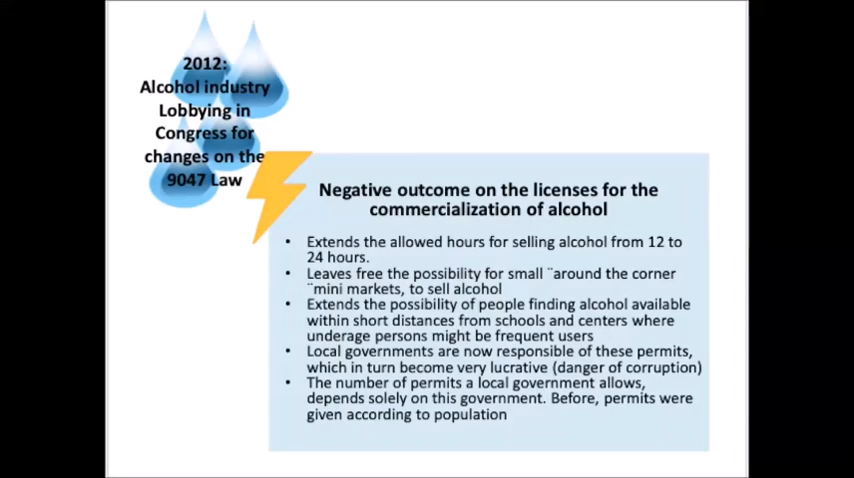 2012:
Alcohol industry
Lobbying in
Congress for
changes on the
9047 Law
Negative outcome on the licenses for the
commercialization of alcohol
• Extends the allowed hours for selling alcohol from 12 to
24 hours.
• Leaves free the possibility for small ¨around the corner
¨mini markets, to sell alcohol
• Extends the possibility of people finding alcohol available
within short distances from schools and centers where
underage persons might be frequent users
• Local governments are now responsible of these permits,
which in turn become very lucrative (danger of corruption)
• The number of permits a local government allows,
depends solely on this government. Before, permits were
given according to population